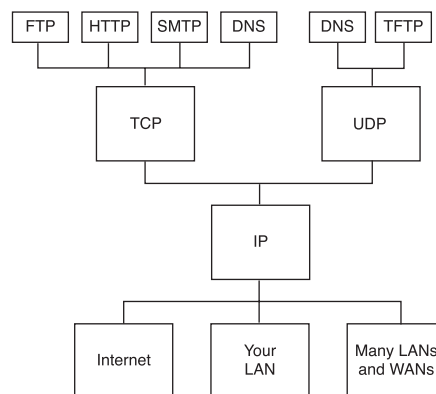 FTP HTTP SMTP DNS DNS TFTP
TCP UDP
IP
Internet
Your
LAN
Many LANs
and WANs